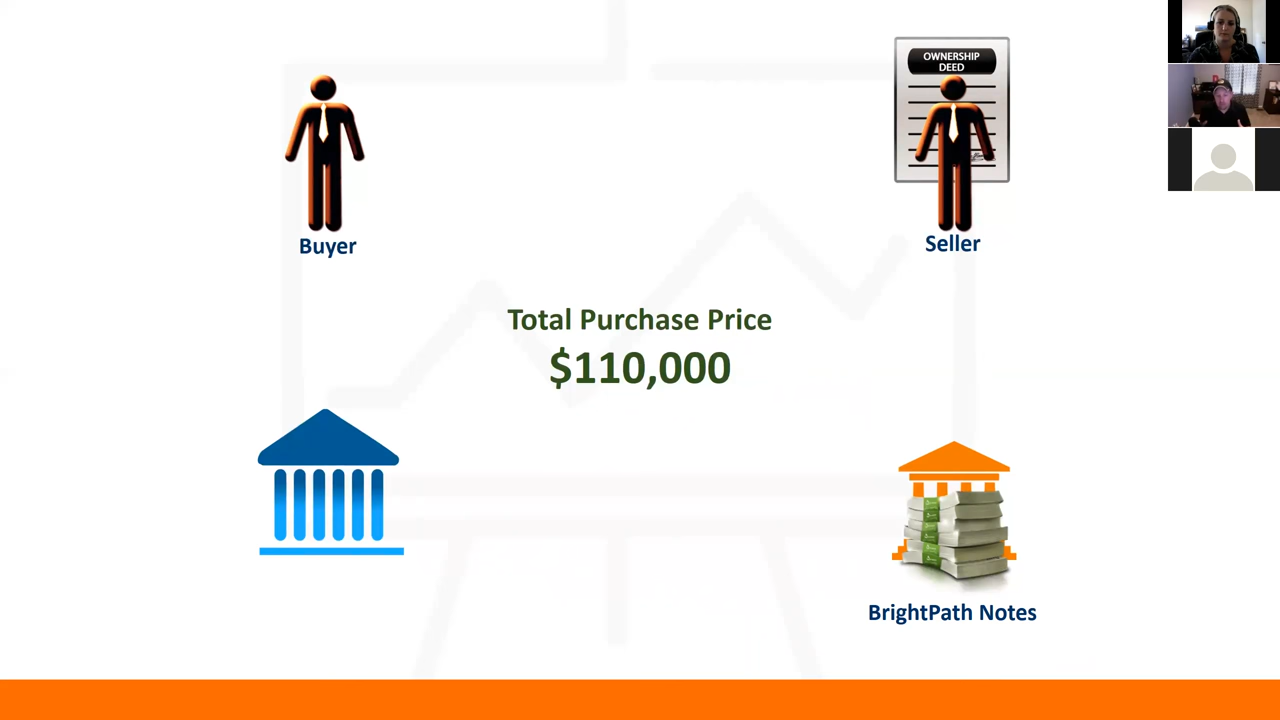 OWNERSHIP
DEED
Buyer
Seller
Total Purchase Price
$110,000
BrightPath Notes